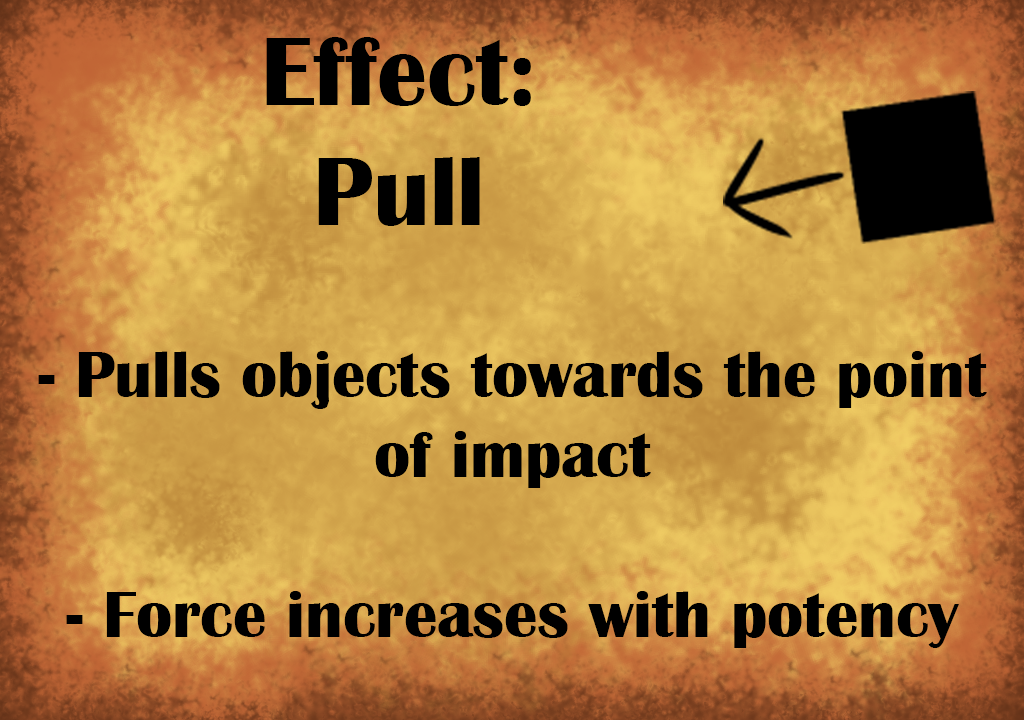 Effect:
Pull
- Pulls objects towards the point
of impact
- Force increases with potency